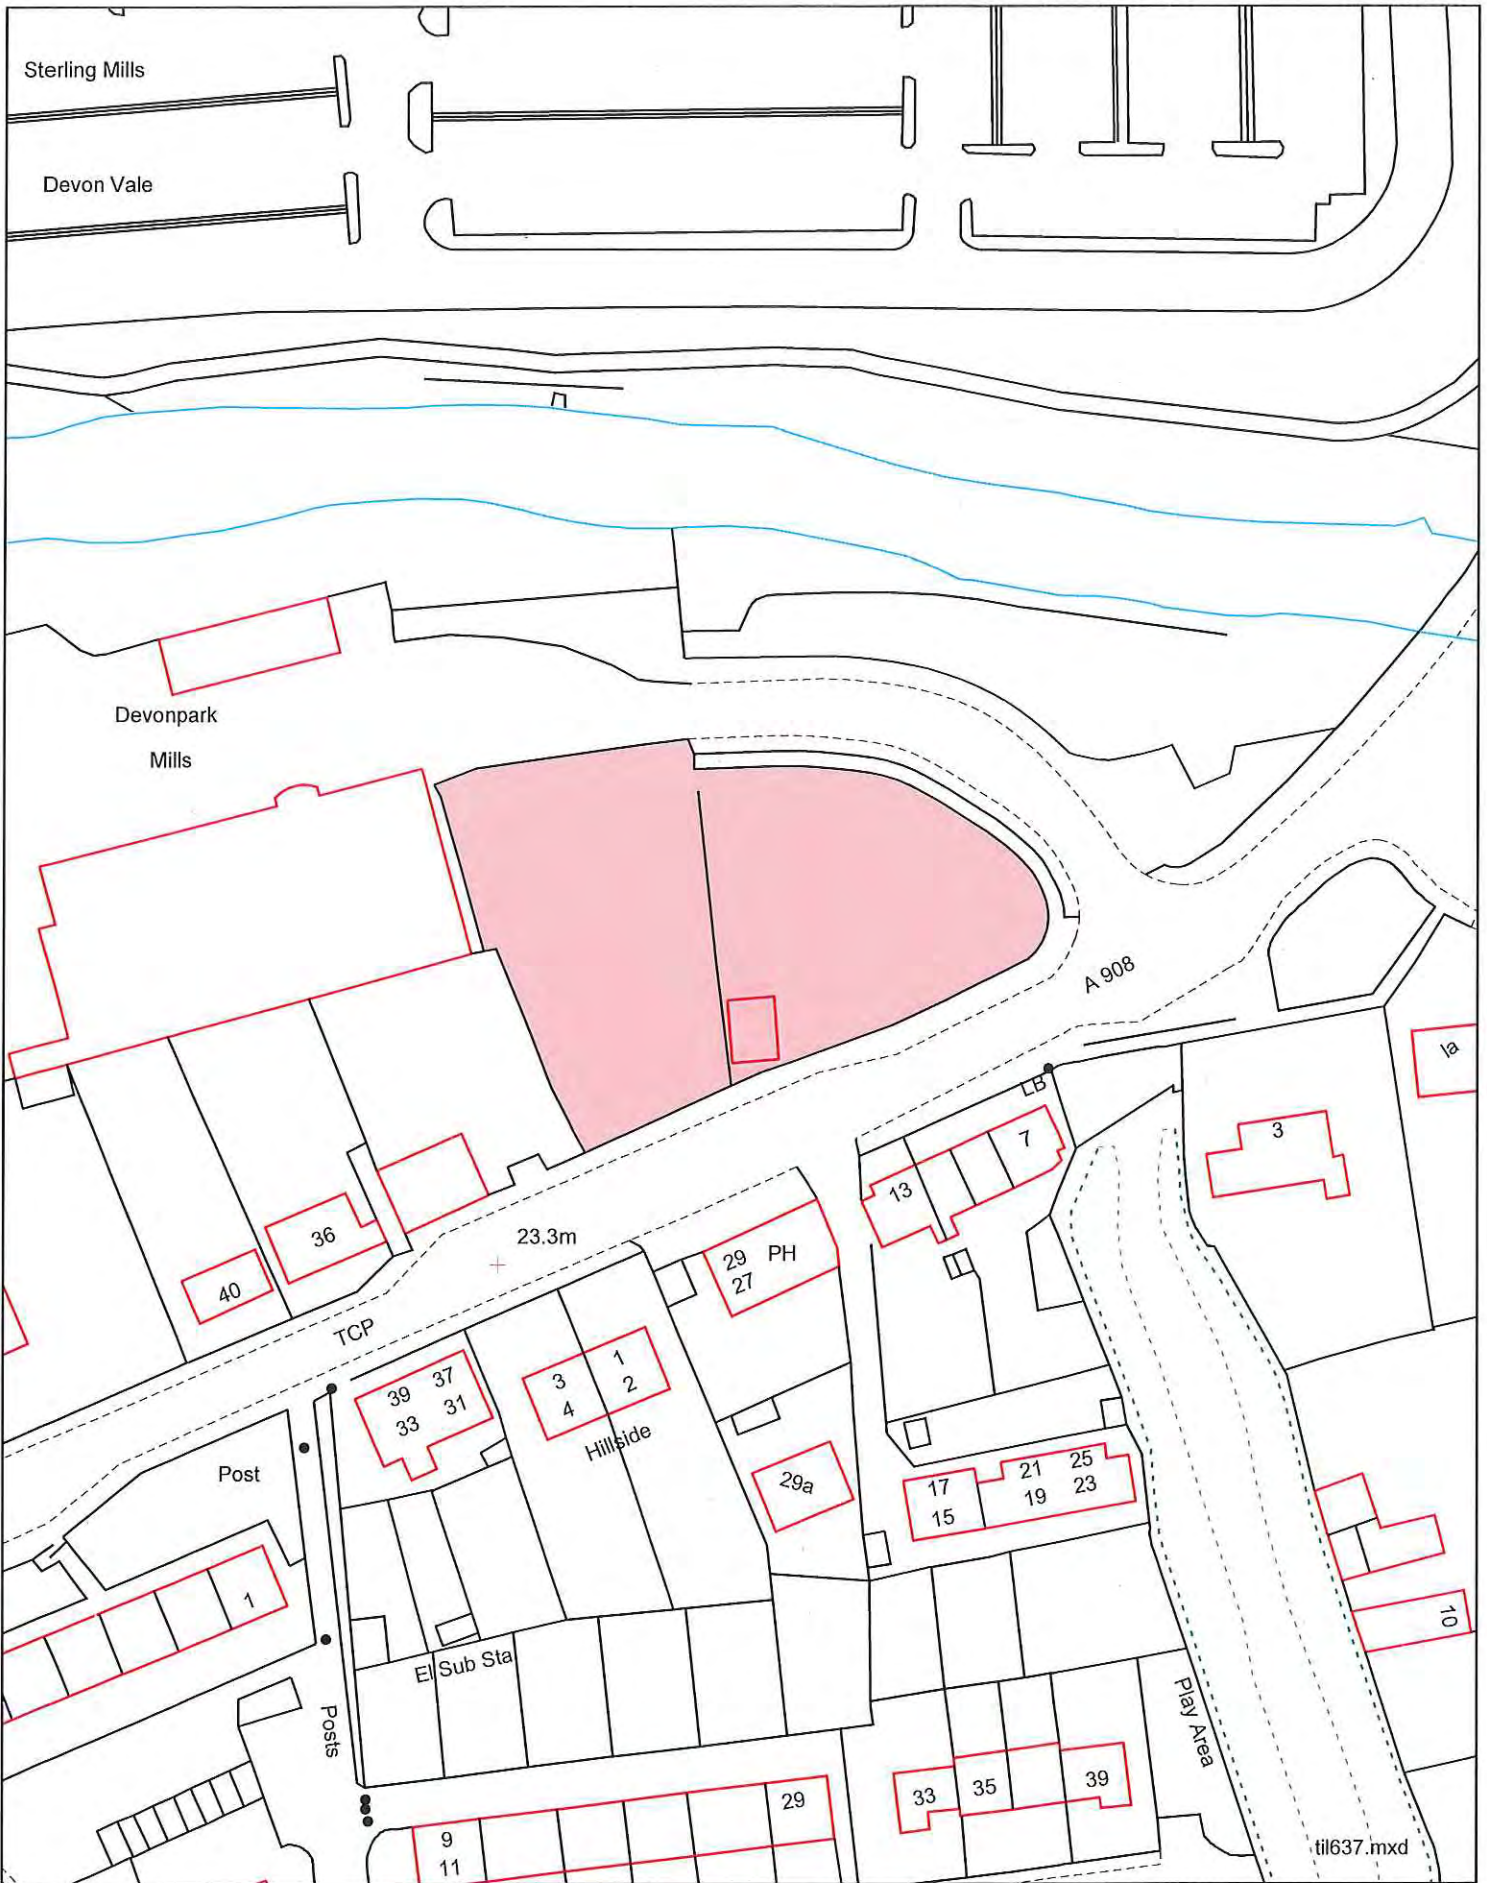 Sterling Mills
Devon Vale
Devonpark
Mills
A 908
la
LB
7
3
13
36
23.3m
29 PH
27
40
TCP
39 37
33 31
3 1
4 2
Hillside
29a
Post
17
15
21 25
19 23
1
10
El Sub Sta
Posts
Play Area
33
35
39
29
9
11
til637.mxd